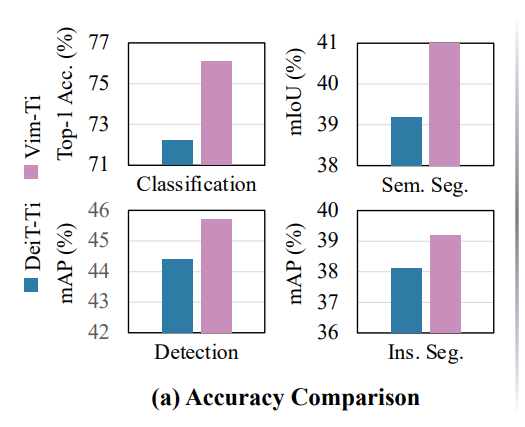 Vim-Ti
DeiT-Ti
Top-1 Acc. (%)
77
75
73
71
Classification
mIoU (%)
41
40
39
38
Sem. Seg.
mAP (%)
46
45
44
43
42
Detection
mAP (%)
40
39
38
37
36
Ins. Seg.
(a) Accuracy Comparison